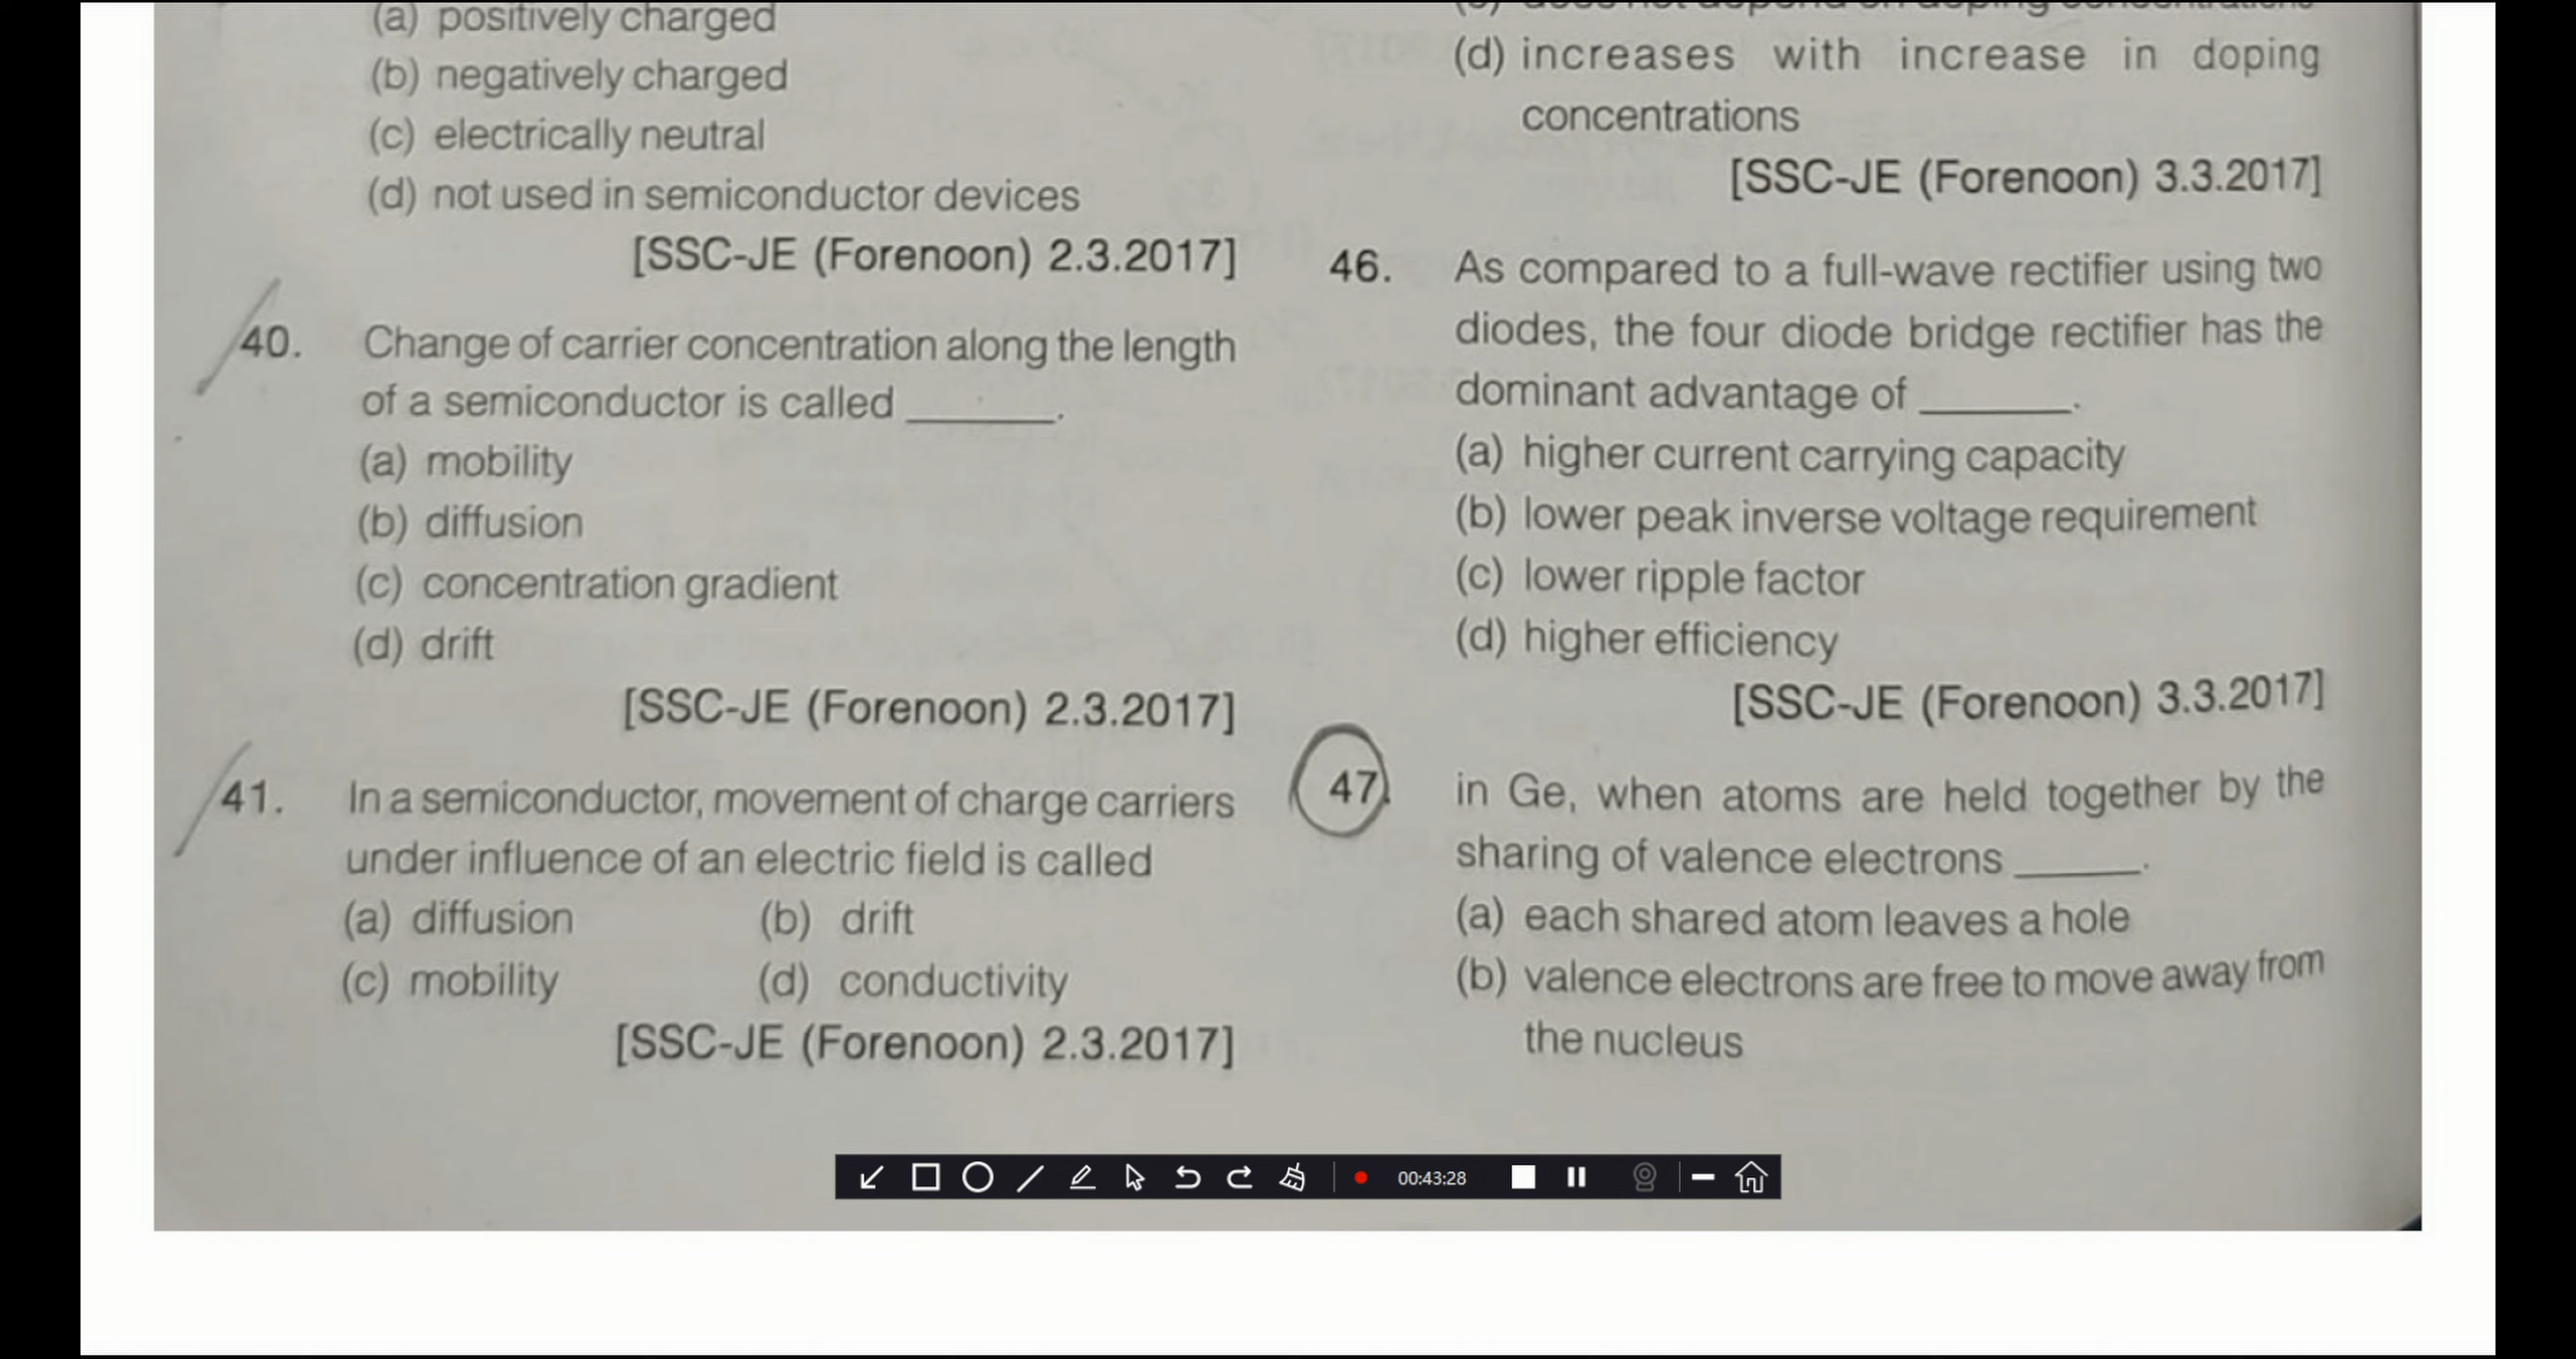 (a) positively charged
(b) negatively charged
(c) electrically neutral
(d) not used in semiconductor devices
[SSC-JE (Forenoon) 2.3.2017]
40. Change of carrier concentration along the length
of a semiconductor is called ______.
(a) mobility
(b) diffusion
(c) concentration gradient
(d) drift
[SSC-JE (Forenoon) 2.3.2017]
41. In a semiconductor, movement of charge carriers
under influence of an electric field is called
(a) diffusion (b) drift
(c) mobility (d) conductivity
[SSC-JE (Forenoon) 2.3.2017]
(c) does not depend on doping concentrations
(d) increases with increase in doping
concentrations
[SSC-JE (Forenoon) 3.3.2017]
46. As compared to a full-wave rectifier using two
diodes, the four diode bridge rectifier has the
dominant advantage of ______.
(a) higher current carrying capacity
(b) lower peak inverse voltage requirement
(c) lower ripple factor
(d) higher efficiency
[SSC-JE (Forenoon) 3.3.2017]
47. in Ge, when atoms are held together by the
sharing of valence electrons ______.
(a) each shared atom leaves a hole
(b) valence electrons are free to move away from
the nucleus
00:43:28